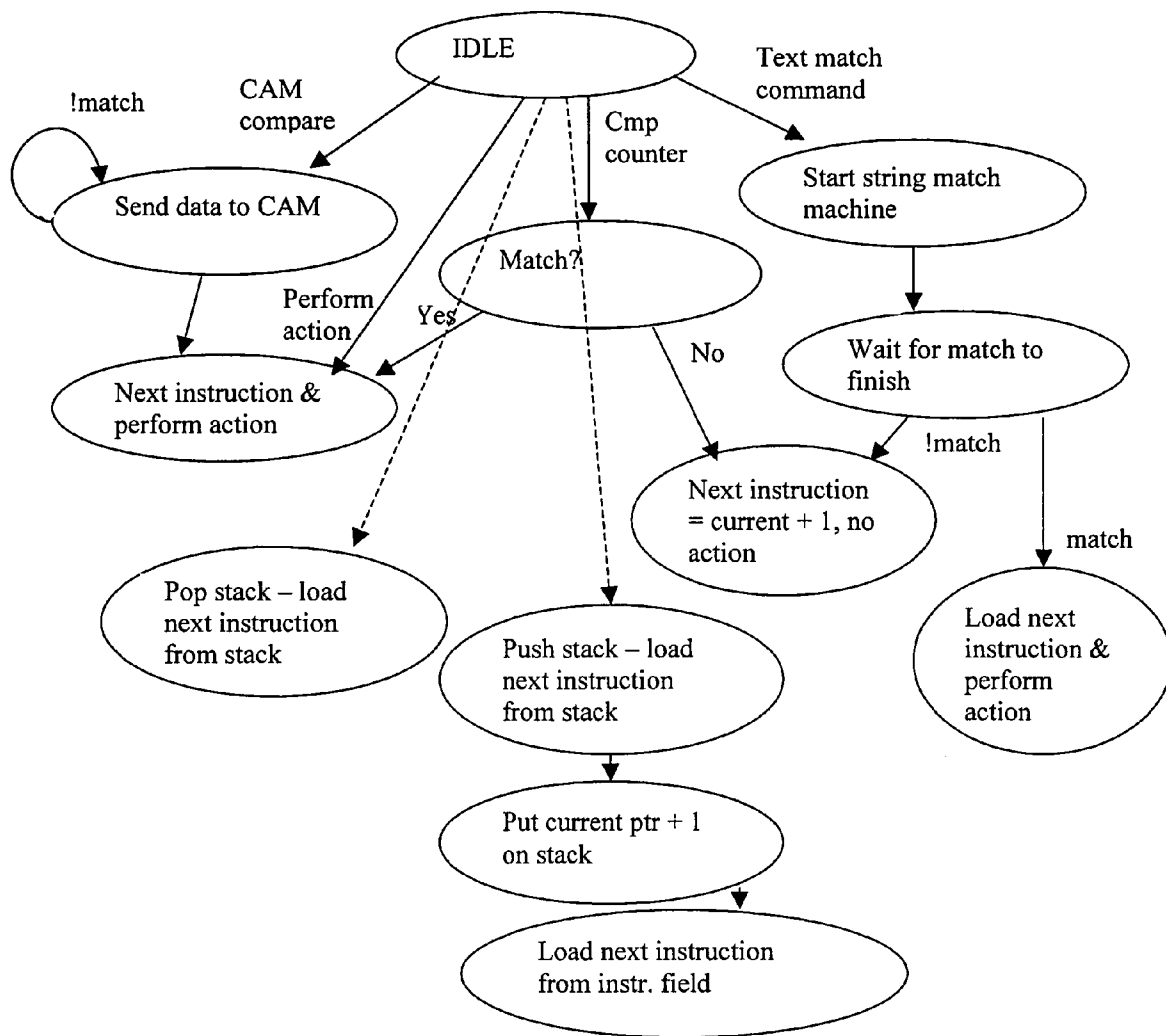 IDLE
Text match
command
!match
CAM
compare
Cmp
counter
Send data to CAM
Start string match
machine
Match?
Perform
action
Yes
No
Wait for match to
finish
Next instruction &
perform action
!match
Next instruction
= current + 1, no
action
match
Pop stack – load
next instruction
from stack
Push stack – load
next instruction
from stack
Load next
instruction &
perform
action
Put current ptr + 1
on stack
Load next instruction
from instr. field